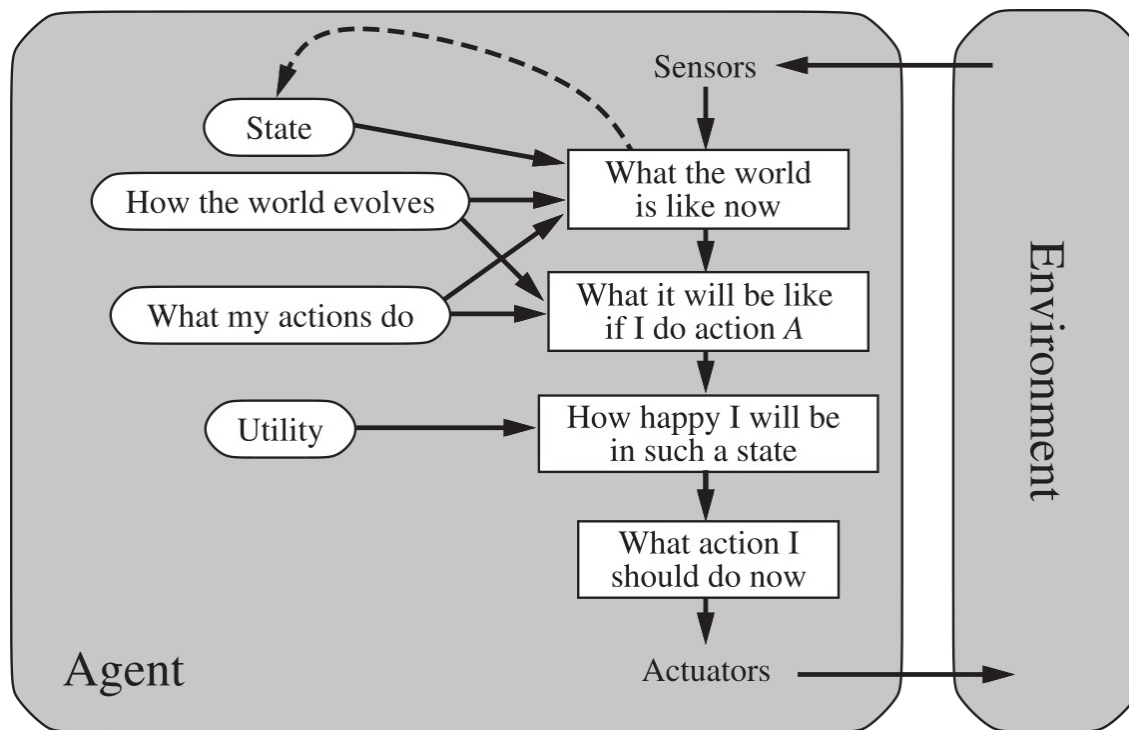 Sensors
State
What the world
is like now
How the world evolves
What my actions do
What it will be like
if I do action A
Utility
How happy I will be
in such a state
What action I
should do now
Agent
Actuators
Environment